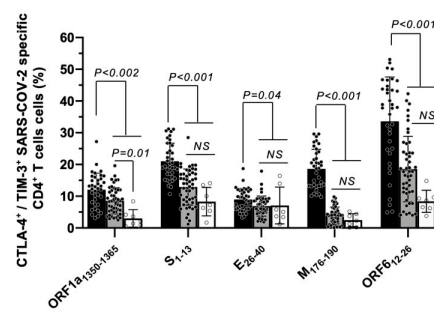 CTLA-4⁺ / TIM-3⁺ SARS-COV-2 specific
CD4⁺ T cells cells (%)
60
50
40
30
20
10
0
P<0.002
P=0.01
P<0.001
NS
P=0.04
NS
P<0.001
NS
P<0.001
NS
ORF1a₁₃₅₀₋₁₃₆₅
S₁₋₁₃
E₂₆₋₄₀
M₁₇₆₋₁₉₀
ORF6₁₂₋₂₆